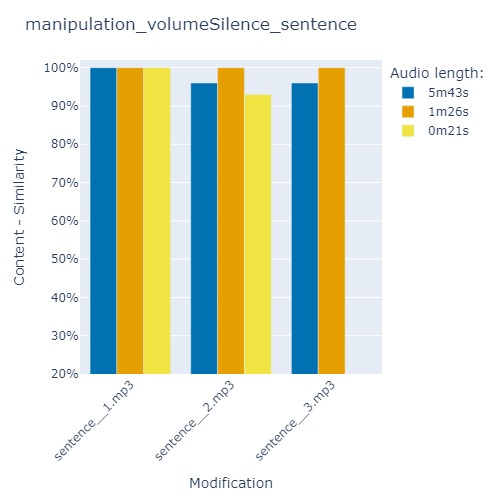 manipulation_volumeSilence_sentence
Audio length:
5m43s
1m26s
0m21s
100%
90%
80%
70%
60%
50%
40%
30%
20%
Content - Similarity
sentence__1.mp3
sentence__2.mp3
sentence__3.mp3
Modification